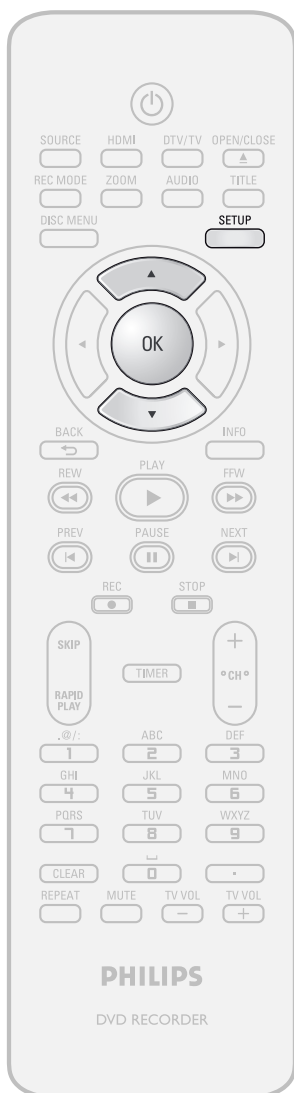 SOURCE HDMI DTV/TV OPEN/CLOSE
REC MODE ZOOM AUDIO TITLE
DISC MENU SETUP
OK
BACK INFO
REW PLAY FFW
PREV PAUSE NEXT
REC STOP
SKIP
RAPID PLAY
TIMER
+
CH
−
.@/: ABC DEF
1 2 3
GHI JKL MNO
4 5 6
PQRS TUV WXYZ
7 8 9
CLEAR 0 .
REPEAT MUTE TV VOL TV VOL
− +
PHILIPS
DVD RECORDER